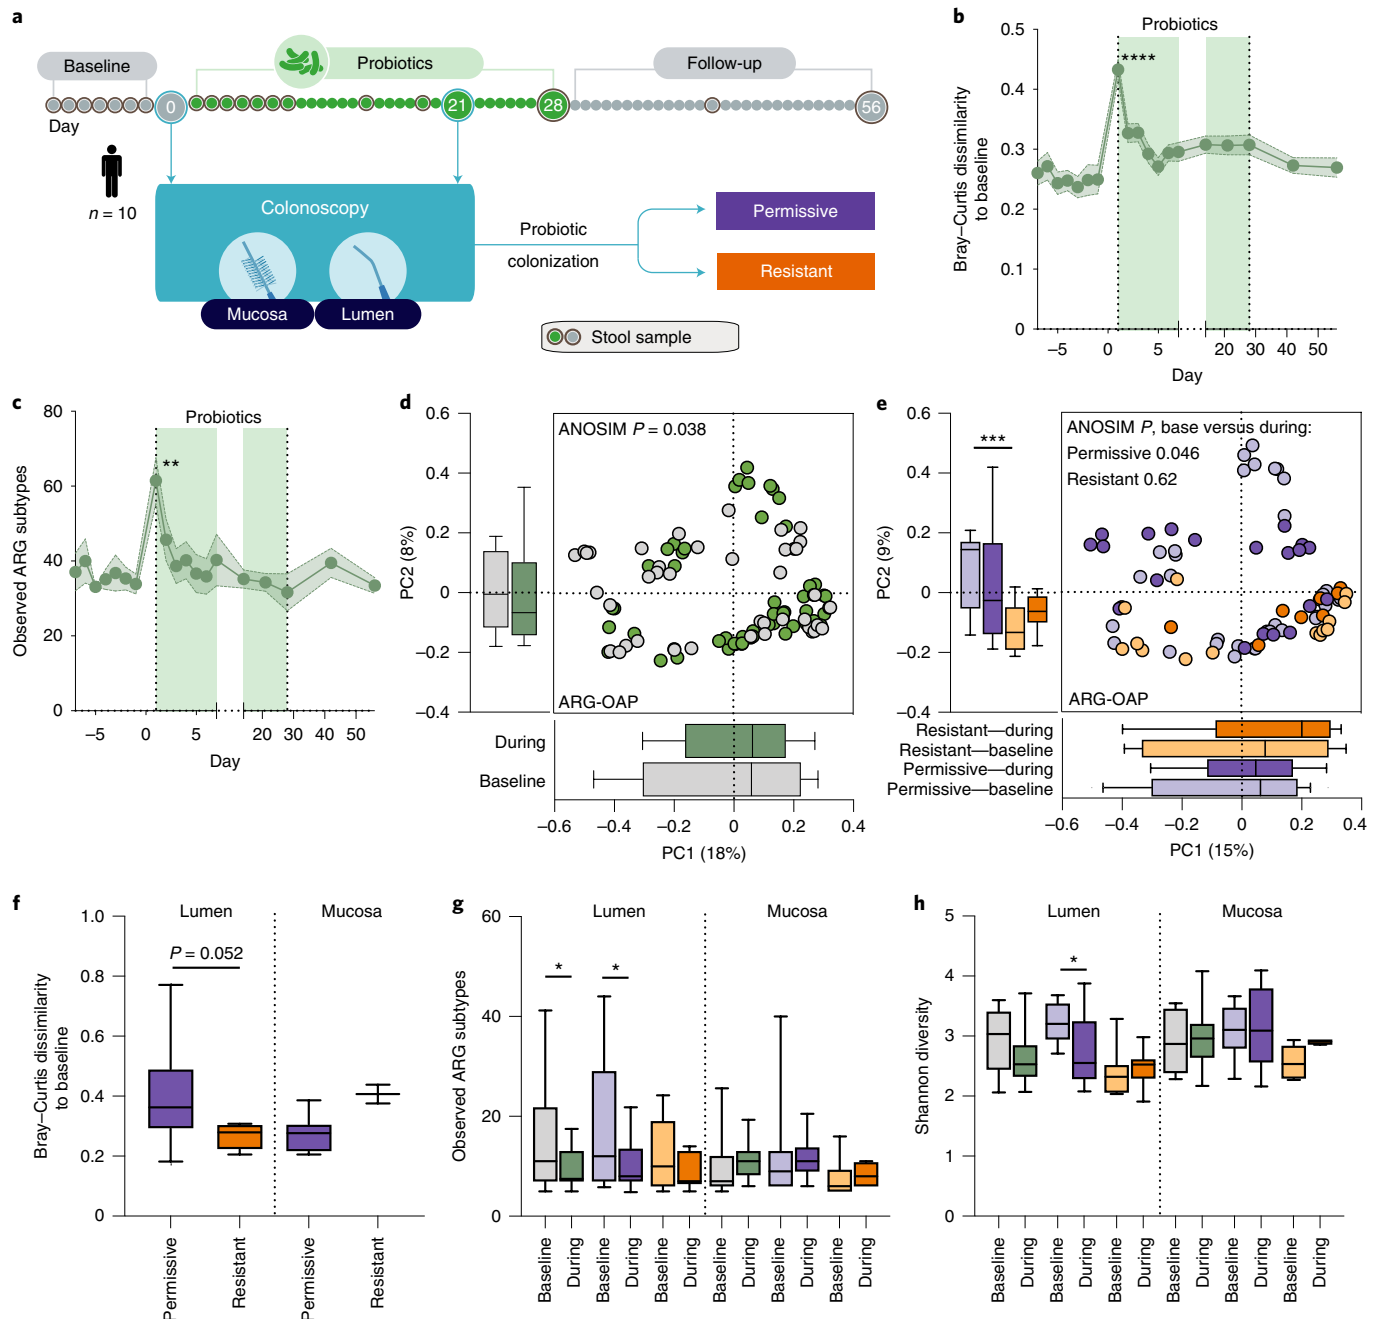 a
Baseline
Probiotics
Follow-up
0
21
28
56
Day
n = 10
Colonoscopy
Mucosa
Lumen
Probiotic
colonization
Permissive
Resistant
Stool sample
b
Probiotics
****
Bray–Curtis dissimilarity
to baseline
0.5
0.4
0.3
0.2
0.1
0
–5
0
5
20
30
40
50
Day
c
Probiotics
**
Observed ARG subtypes
80
60
40
20
0
–5
0
5
20
30
40
50
Day
d
PC2 (8%)
0.6
0.4
0.2
0
–0.2
–0.4
ANOSIM P = 0.038
ARG-OAP
During
Baseline
–0.6
–0.4
–0.2
0
0.2
0.4
PC1 (18%)
e
PC2 (9%)
0.6
0.4
0.2
0
–0.2
–0.4
***
ANOSIM P, base versus during:
Permissive 0.046
Resistant 0.62
ARG-OAP
Resistant—during
Resistant—baseline
Permissive—during
Permissive—baseline
–0.6
–0.4
–0.2
0
0.2
0.4
PC1 (15%)
f
Lumen
Mucosa
P = 0.052
Bray–Curtis dissimilarity
to baseline
1.0
0.8
0.6
0.4
0.2
0
Permissive
Resistant
Permissive
Resistant
g
Lumen
Mucosa
*
*
Observed ARG subtypes
60
40
20
0
Baseline
During
Baseline
During
Baseline
During
Baseline
During
Baseline
During
Baseline
During
h
Lumen
Mucosa
*
Shannon diversity
5
4
3
2
1
0
Baseline
During
Baseline
During
Baseline
During
Baseline
During
Baseline
During
Baseline
During